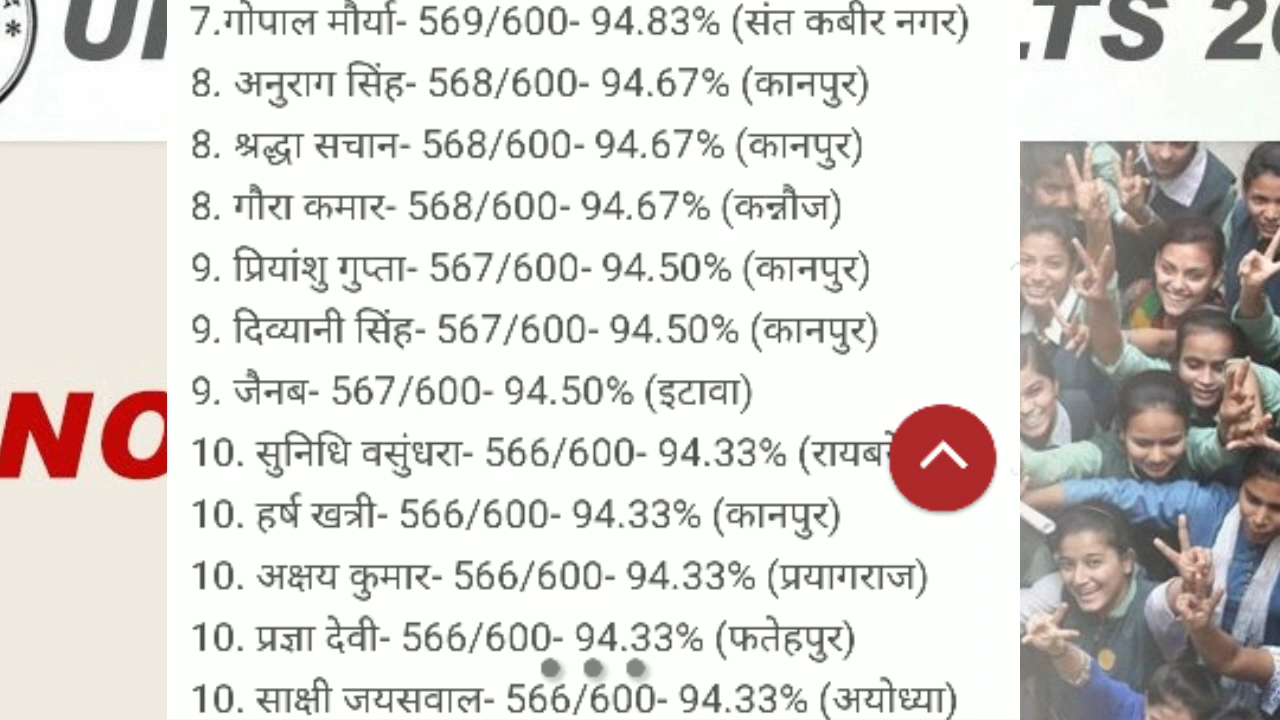 7.गोपाल मौर्या- 569/600- 94.83% (संत कबीर नगर)
8. अनुराग सिंह- 568/600- 94.67% (कानपुर)
8. श्रद्धा सचान- 568/600- 94.67% (कानपुर)
8. गौरा कमार- 568/600- 94.67% (कन्नौज)
9. प्रियांशु गुप्ता- 567/600- 94.50% (कानपुर)
9. दिव्यानी सिंह- 567/600- 94.50% (कानपुर)
9. जैनब- 567/600- 94.50% (इटावा)
10. सुनिधि वसुंधरा- 566/600- 94.33%
10. हर्ष खत्री- 566/600- 94.33% (कानपुर)
10. अक्षय कुमार- 566/600- 94.33% (प्रयागराज)
10. प्रज्ञा देवी- 566/600- 94.33% (फतेहपुर)
10. साक्षी जयसवाल- 566/600- 94.33% (अयोध्या)
NO